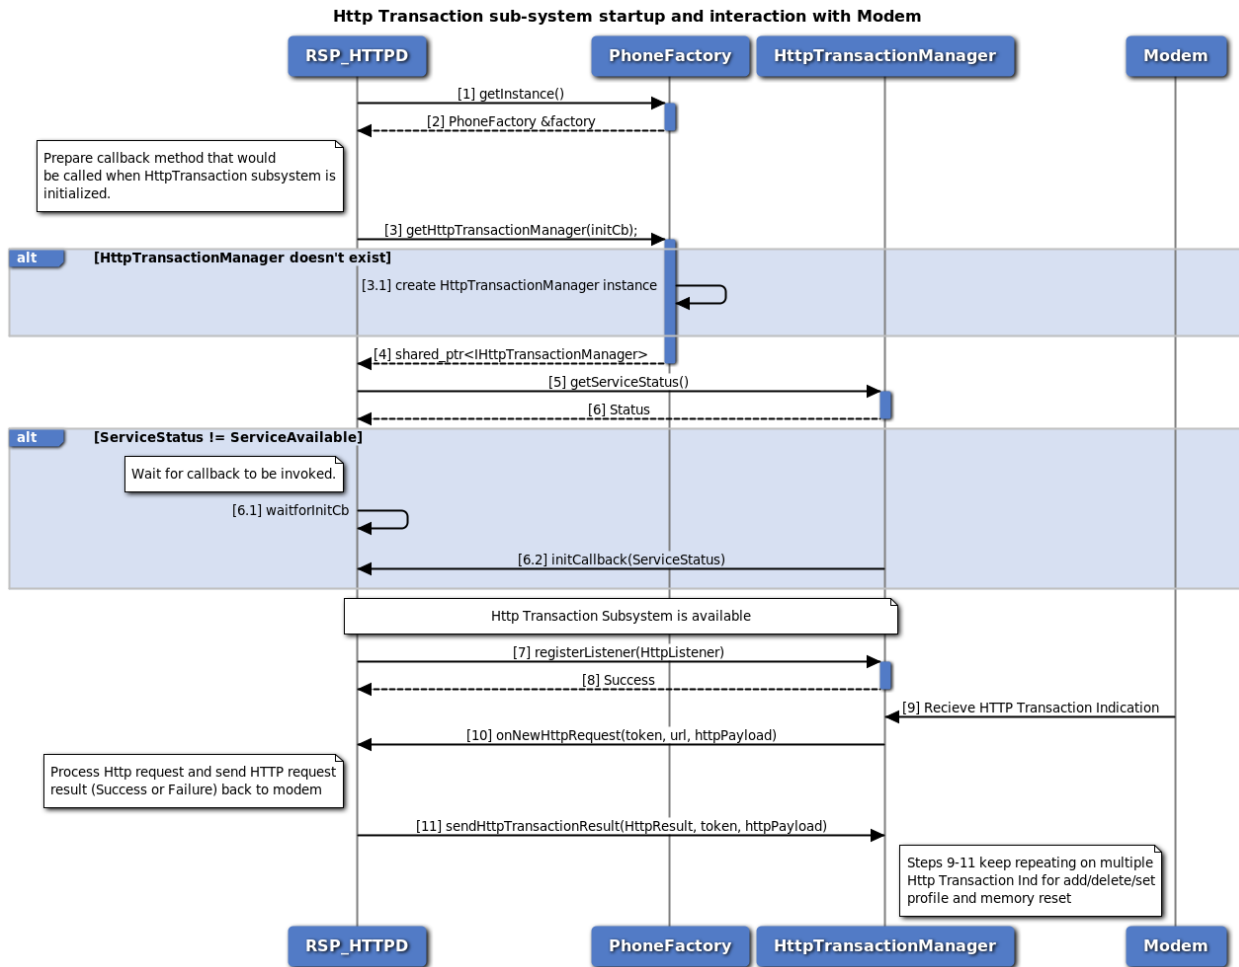 Http Transaction sub-system startup and interaction with Modem
RSP_HTTPD
PhoneFactory
HttpTransactionManager
Modem
[1] getInstance()
[2] PhoneFactory &factory
Prepare callback method that would
be called when HttpTransaction subsystem is
initialized.
[3] getHttpTransactionManager(initCb);
alt
[HttpTransactionManager doesn't exist]
[3.1] create HttpTransactionManager instance
[4] shared_ptr<IHttpTransactionManager>
[5] getServiceStatus()
[6] Status
alt
[ServiceStatus != ServiceAvailable]
Wait for callback to be invoked.
[6.1] waitforInitCb
[6.2] initCallback(ServiceStatus)
Http Transaction Subsystem is available
[7] registerListener(HttpListener)
[8] Success
[9] Recieve HTTP Transaction Indication
[10] onNewHttpRequest(token, url, httpPayload)
Process Http request and send HTTP request
result (Success or Failure) back to modem
[11] sendHttpTransactionResult(HttpResult, token, httpPayload)
Steps 9-11 keep repeating on multiple
Http Transaction Ind for add/delete/set
profile and memory reset
RSP_HTTPD
PhoneFactory
HttpTransactionManager
Modem